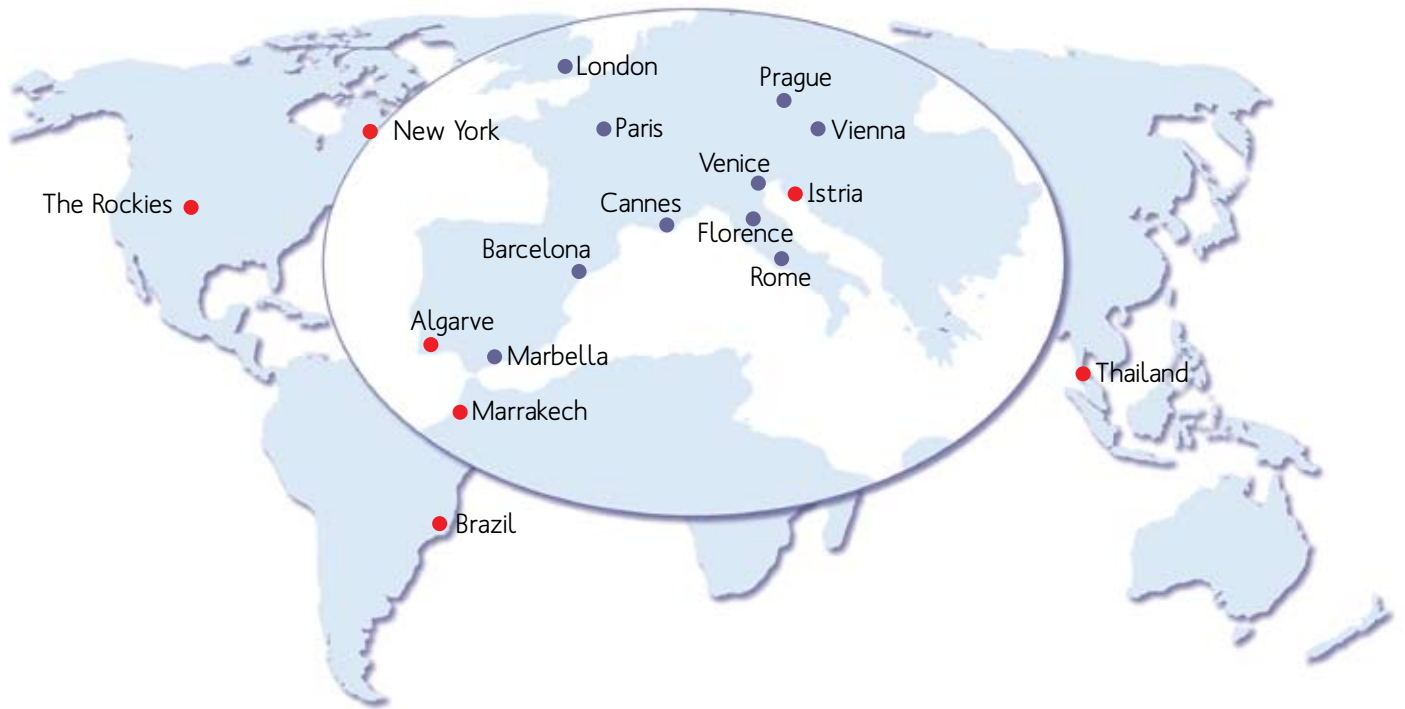 London
Prague
New York
Paris
Vienna
Venice
The Rockies
Istria
Cannes
Florence
Barcelona
Rome
Algarve
Marbella
Thailand
Marrakech
Brazil